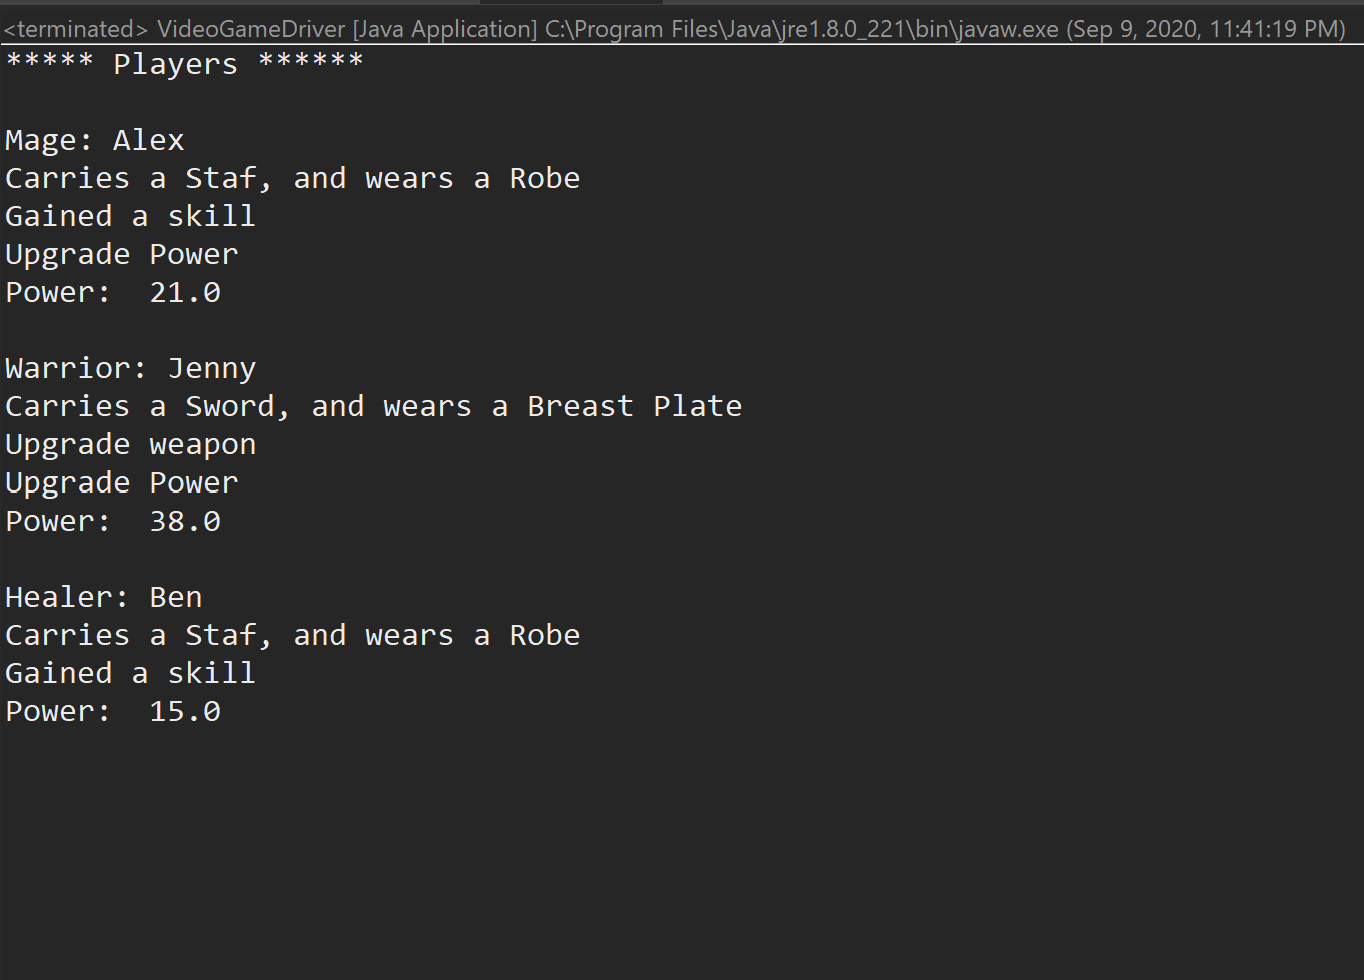 <terminated> VideoGameDriver [Java Application] C:\Program Files\Java\jre1.8.0_221\bin\javaw.exe (Sep 9, 2020, 11:41:19 PM)
***** Players ******
Mage: Alex
Carries a Staf, and wears a Robe
Gained a skill
Upgrade Power
Power:  21.0
Warrior: Jenny
Carries a Sword, and wears a Breast Plate
Upgrade weapon
Upgrade Power
Power:  38.0
Healer: Ben
Carries a Staf, and wears a Robe
Gained a skill
Power:  15.0